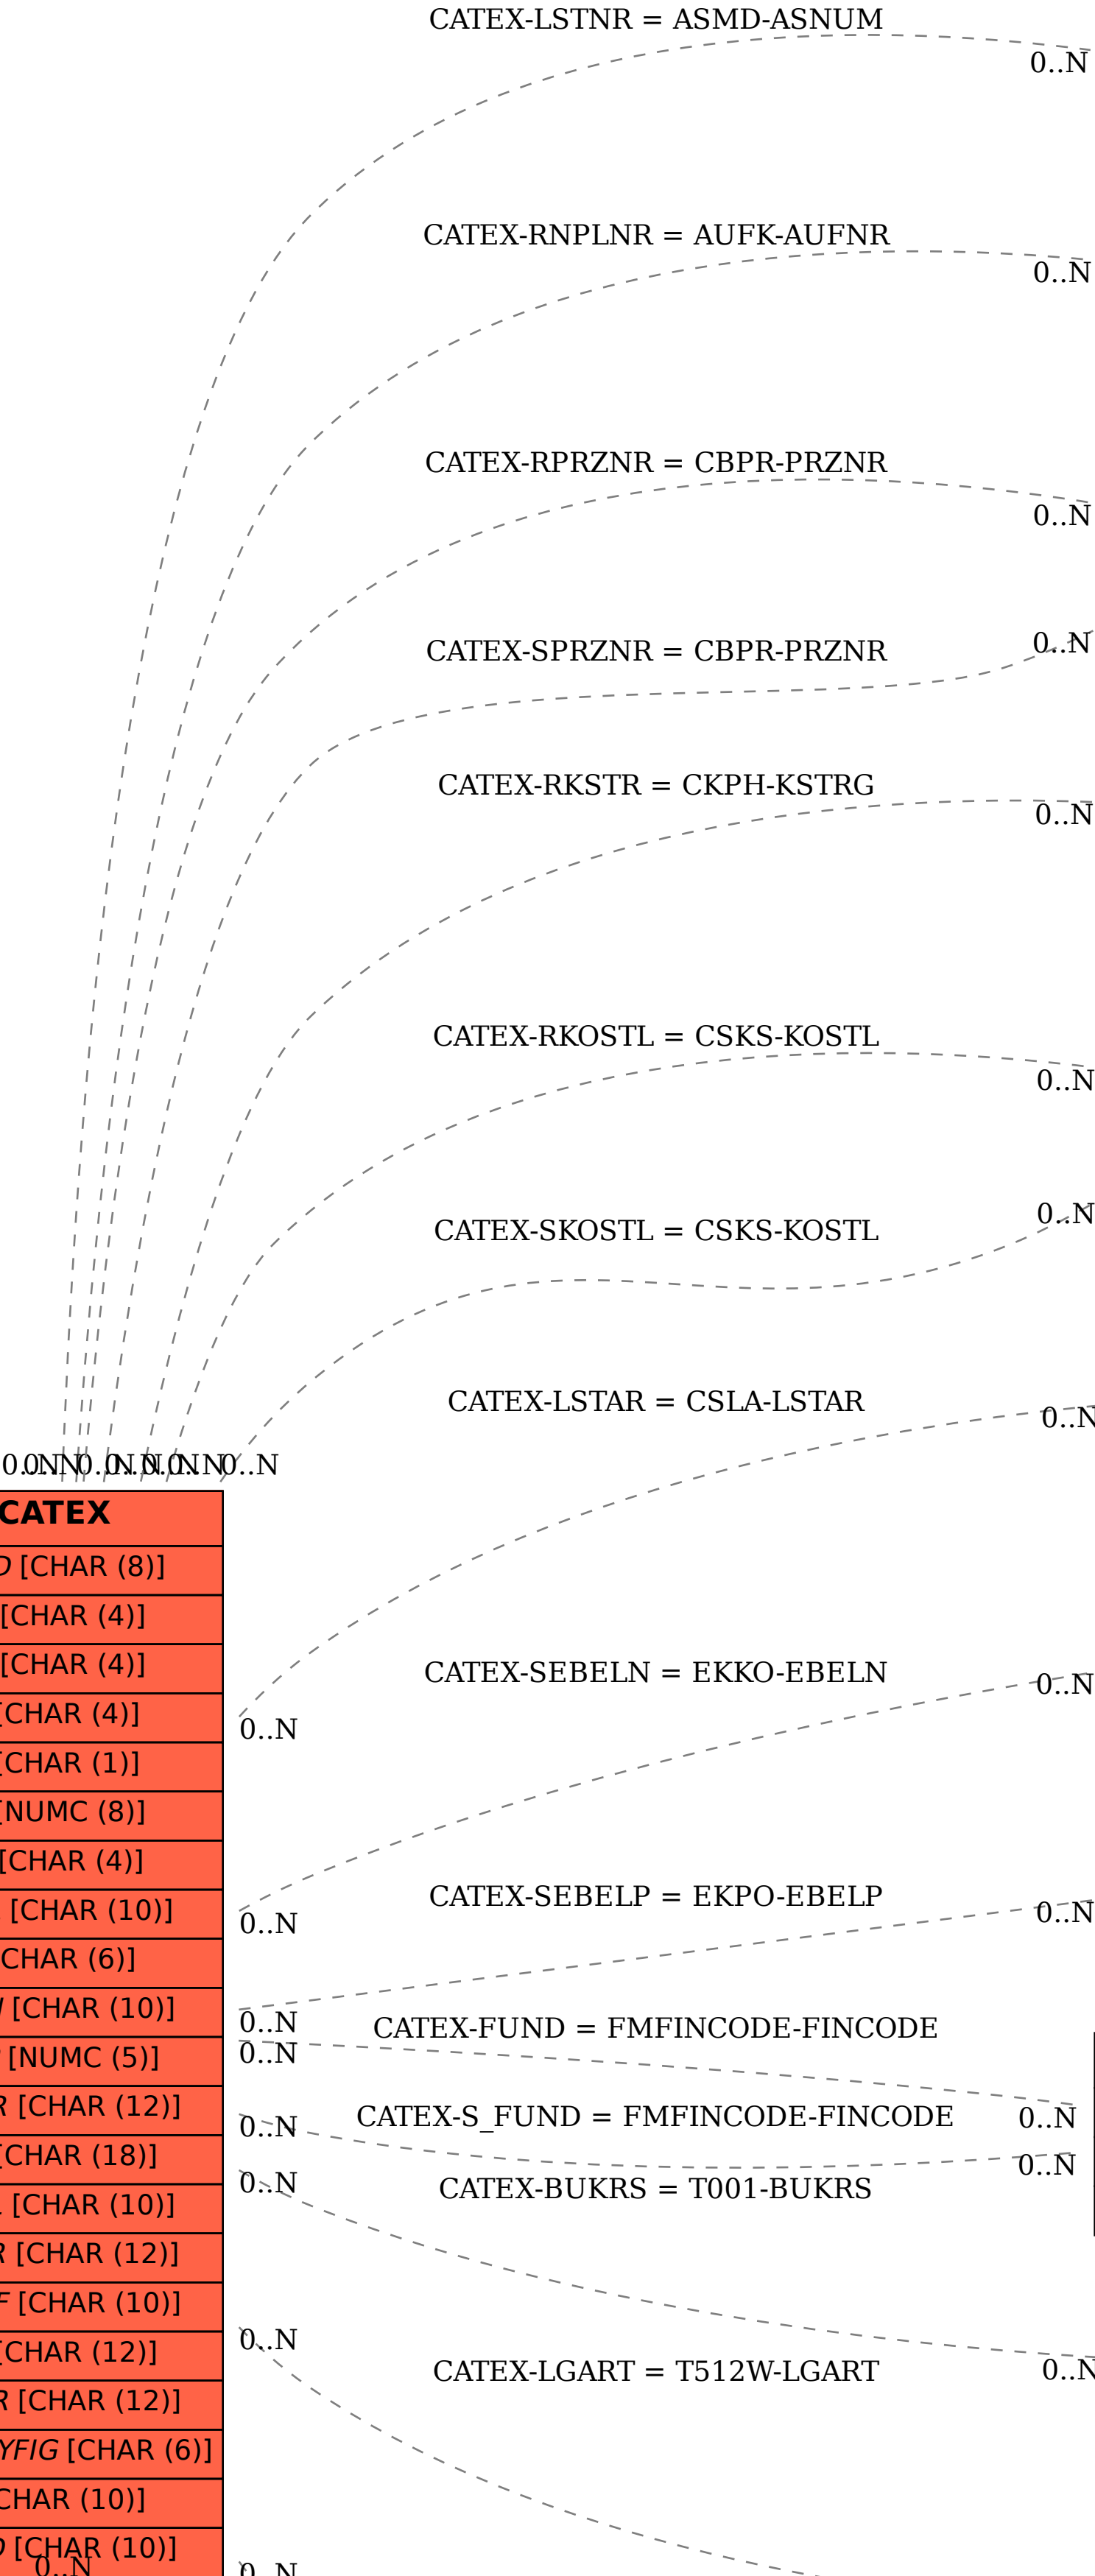 CATEX-LSTNR = ASMD-ASNUM
0..N
CATEX-RNPLNR = AUFK-AUFNR
0..N
CATEX-RPRZNR = CBPR-PRZNR
0..N
CATEX-SPRZNR = CBPR-PRZNR
0..N
CATEX-RKSTR = CKPH-KSTRG
0..N
CATEX-RKOSTL = CSKS-KOSTL
0..N
CATEX-SKOSTL = CSKS-KOSTL
0..N
CATEX-LSTAR = CSLA-LSTAR
0..N
0..N
CATEX
D [CHAR (8)]
[CHAR (4)]
[CHAR (4)]
[CHAR (4)]
[CHAR (1)]
[NUMC (8)]
[CHAR (4)]
[CHAR (10)]
CHAR (6)]
[CHAR (10)]
[NUMC (5)]
R [CHAR (12)]
[CHAR (18)]
[CHAR (10)]
R [CHAR (12)]
F [CHAR (10)]
[CHAR (12)]
R [CHAR (12)]
YFIG [CHAR (6)]
CHAR (10)]
[CHAR (10)]
0..N
0..N
CATEX-SEBELN = EKKO-EBELN
0..N
0..N
CATEX-SEBELP = EKPO-EBELP
0..N
0..N
CATEX-FUND = FMFINCODE-FINCODE
0..N
0..N
CATEX-S_FUND = FMFINCODE-FINCODE
0..N
0..N
CATEX-BUKRS = T001-BUKRS
0..N
0..N
CATEX-LGART = T512W-LGART
0..N
0..N
0..N